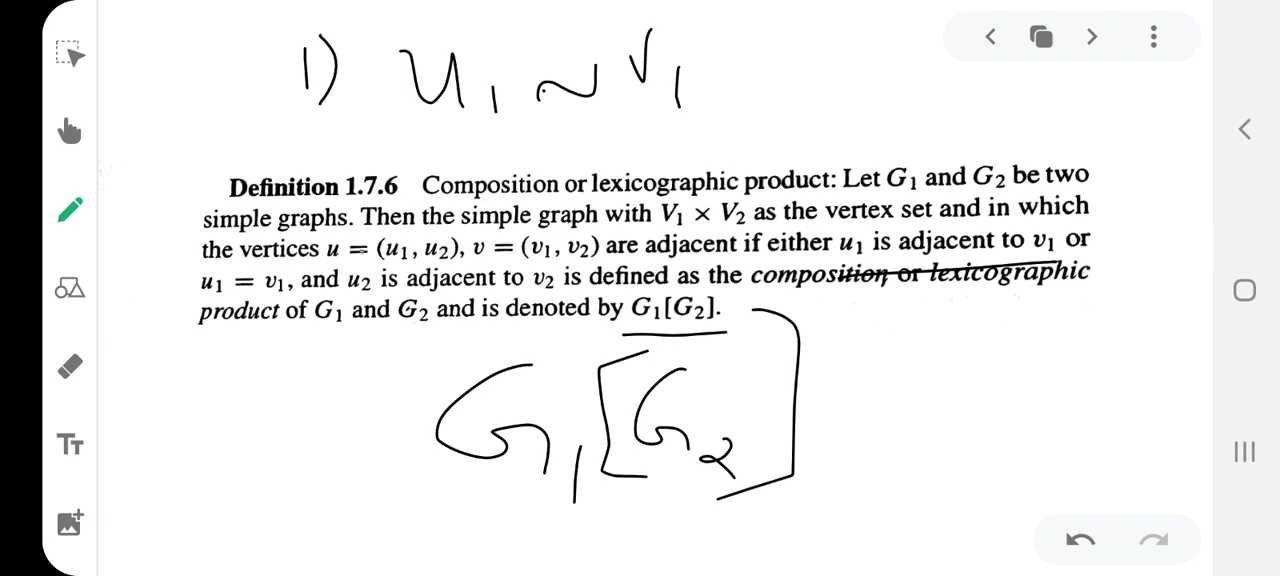 1) u₁ ~ v₁
Definition 1.7.6 Composition or lexicographic product: Let G₁ and G₂ be two
simple graphs. Then the simple graph with V₁ × V₂ as the vertex set and in which
the vertices u = (u₁, u₂), v = (v₁, v₂) are adjacent if either u₁ is adjacent to v₁ or
u₁ = v₁, and u₂ is adjacent to v₂ is defined as the composition or lexicographic
product of G₁ and G₂ and is denoted by G₁[G₂].
G₁[G₂]
TT